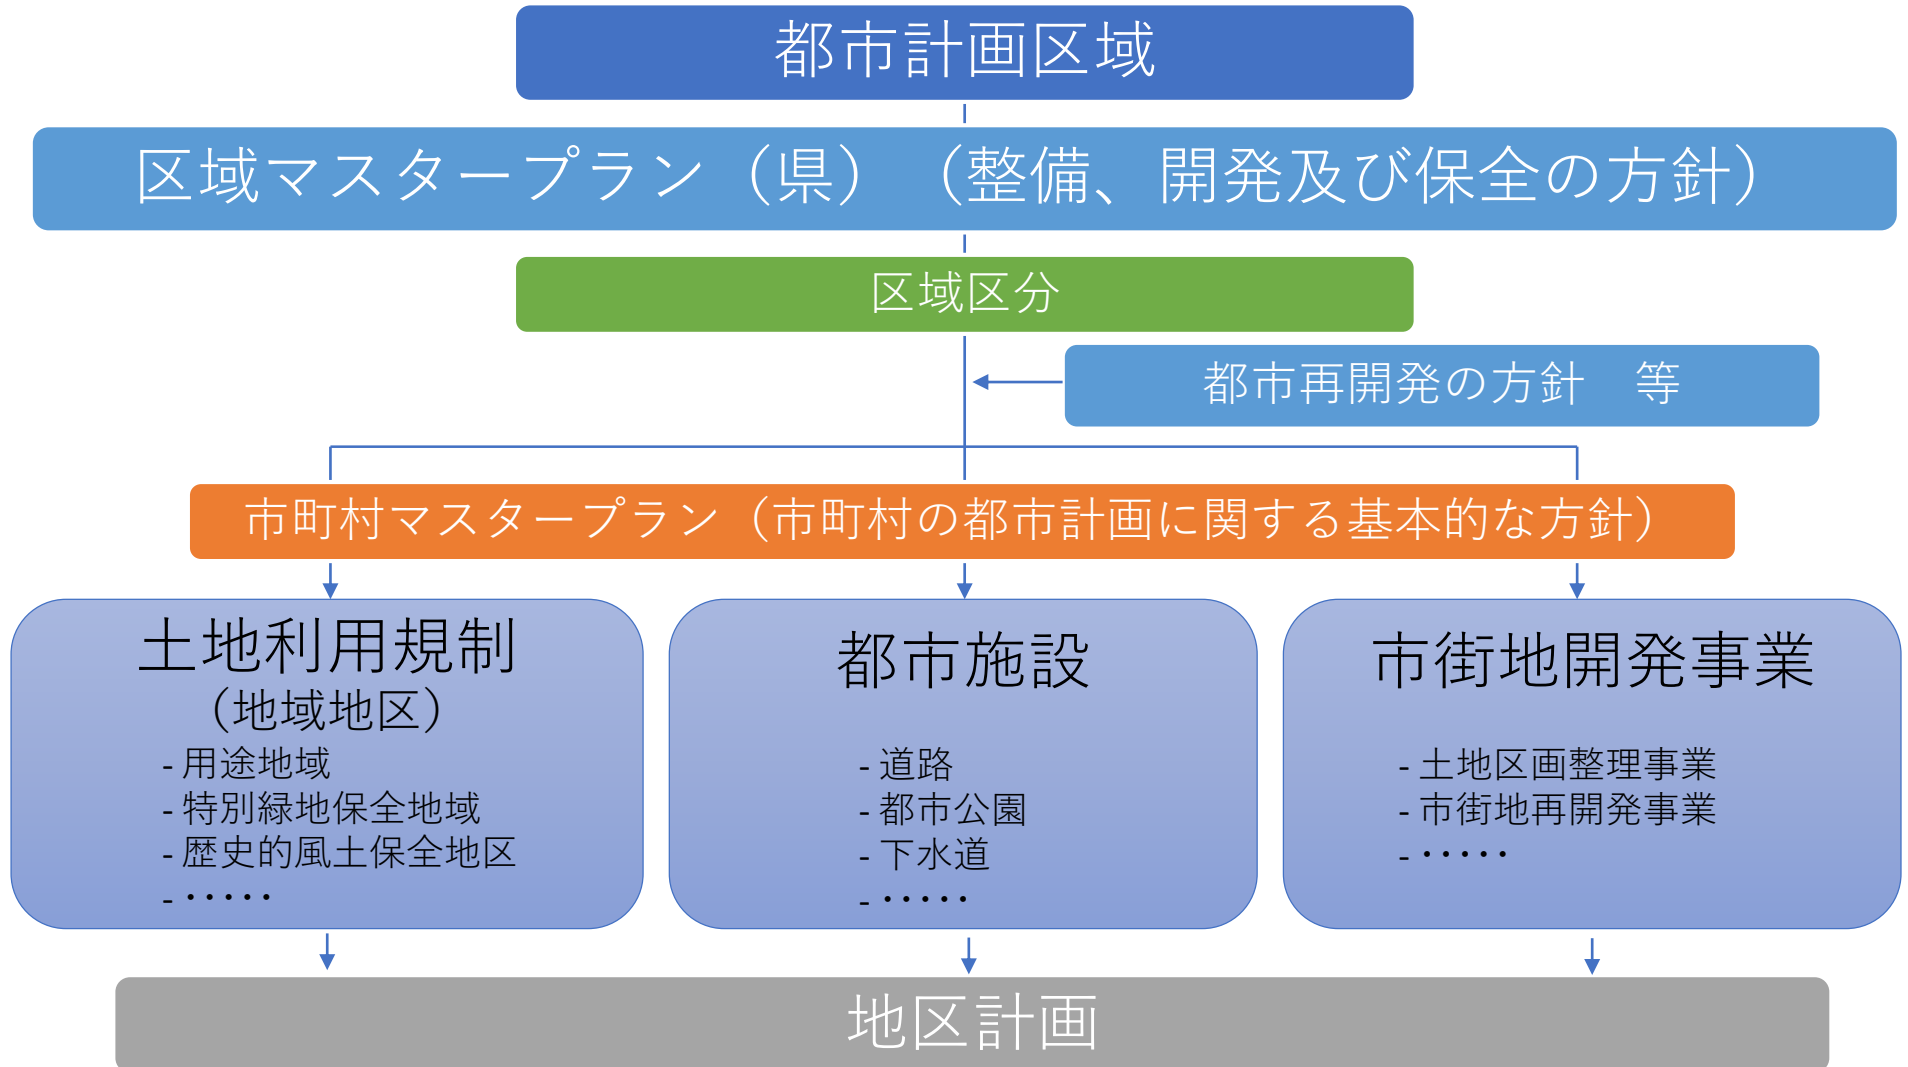 都市計画区域
区域マスタープラン（県）（整備、開発及び保全の方針）
区域区分
都市再開発の方針　等
市町村マスタープラン（市町村の都市計画に関する基本的な方針）
土地利用規制
（地域地区）
- 用途地域
- 特別緑地保全地域
- 歴史的風土保全地区
- ・・・・・
都市施設
- 道路
- 都市公園
- 下水道
- ・・・・・
市街地開発事業
- 土地区画整理事業
- 市街地再開発事業
- ・・・・・
地区計画